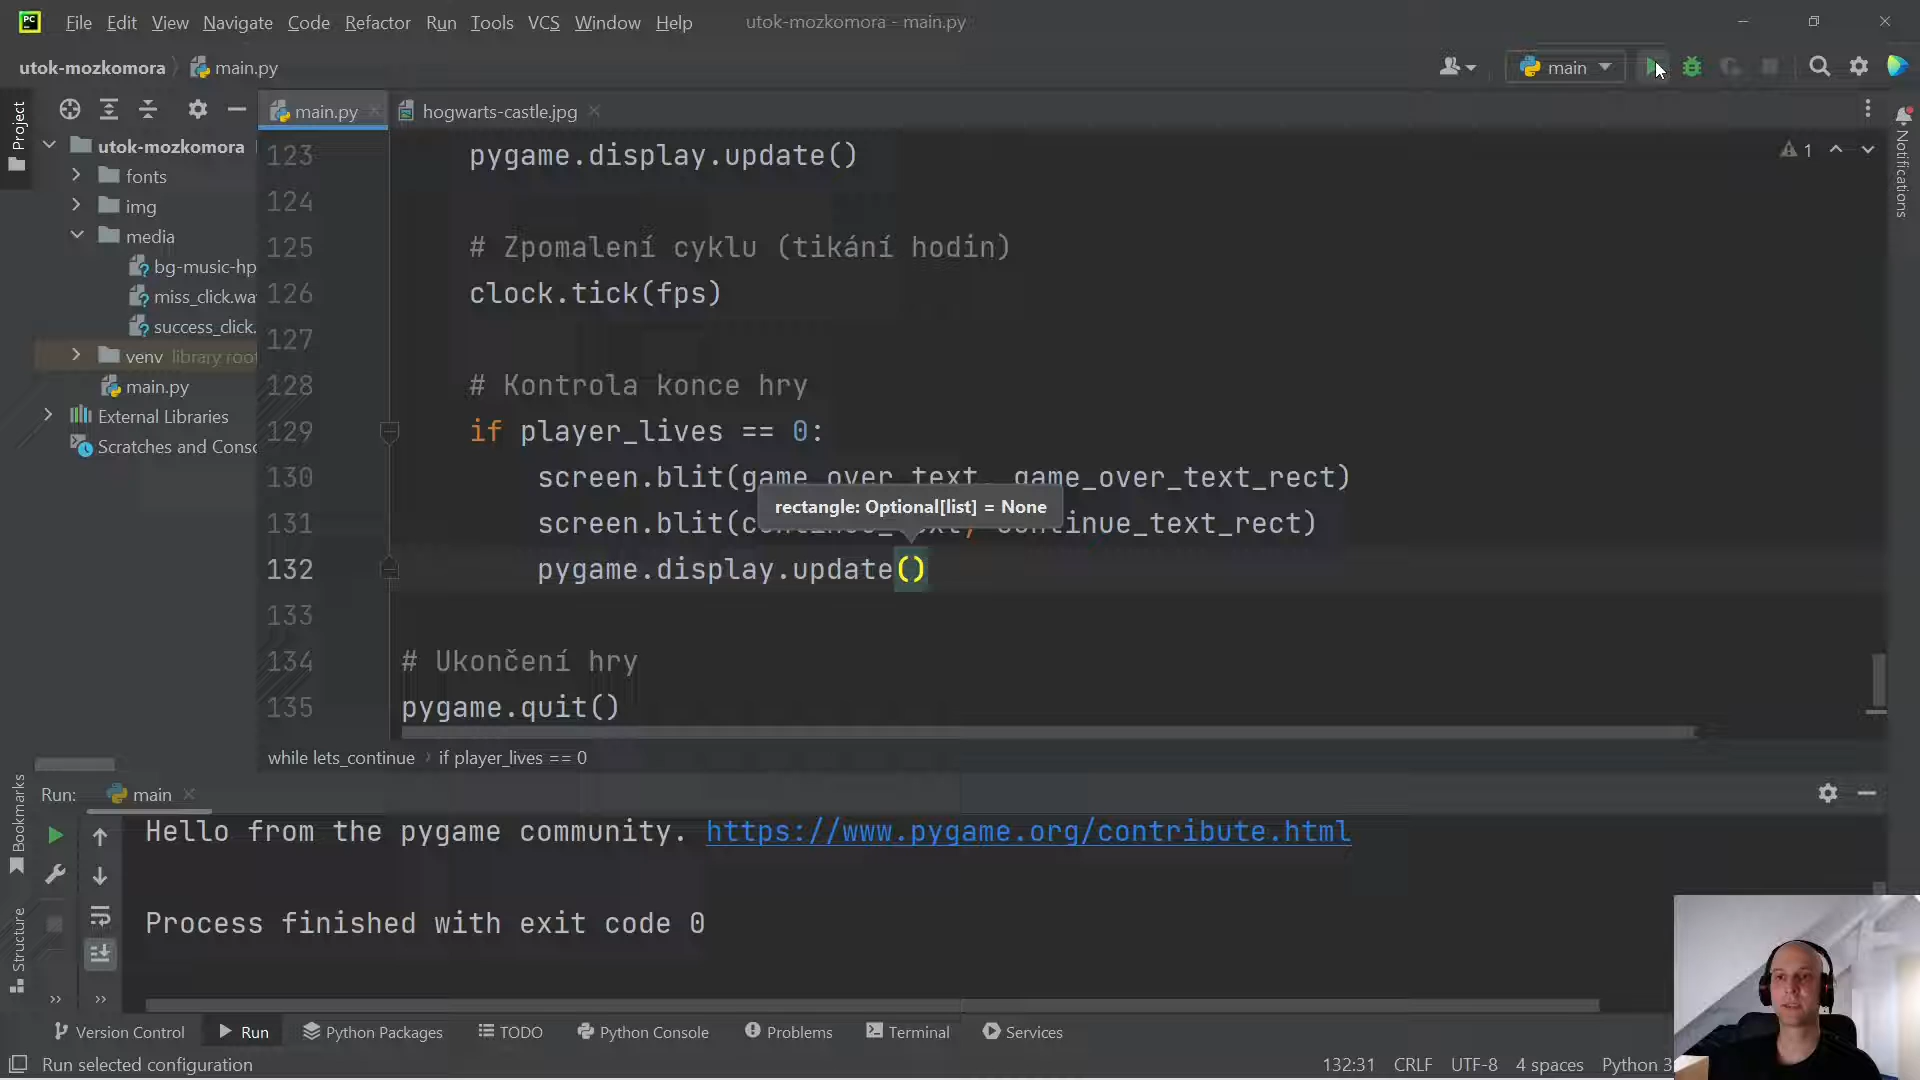 File Edit View Navigate Code Refactor Run Tools VCS Window Help
utok-mozkomora - main.py
utok-mozkomora
main.py
main
Project
main.py
hogwarts-castle.jpg
utok-mozkomora
fonts
img
media
bg-music-hp
miss_click.wa
success_click.
venv library root
main.py
External Libraries
Scratches and Conso
1
Notifications
123 pygame.display.update()
124
125 # Zpomalení cyklu (tikání hodin)
126 clock.tick(fps)
127
128 # Kontrola konce hry
129 if player_lives == 0:
130 screen.blit(game_over_text, game_over_text_rect)
rectangle: Optional[list] = None
131 screen.blit(continue_text, continue_text_rect)
132 pygame.display.update()
133
134 # Ukončení hry
135 pygame.quit()
while lets_continue › if player_lives == 0
Run: main
Bookmarks
Structure
Hello from the pygame community. https://www.pygame.org/contribute.html
Process finished with exit code 0
Version Control Run Python Packages TODO Python Console Problems Terminal Services
Run selected configuration
132:31 CRLF UTF-8 4 spaces Python 3